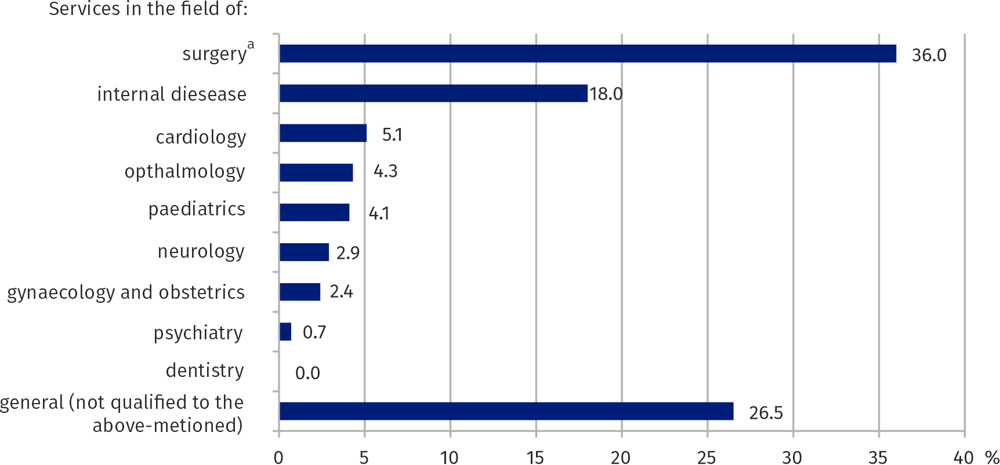 Services in the field of:
surgeryᵃ 36.0
internal diesease 18.0
cardiology 5.1
opthalmology 4.3
paediatrics 4.1
neurology 2.9
gynaecology and obstetrics 2.4
psychiatry 0.7
dentistry 0.0
general (not qualified to the
above-metioned) 26.5
0 5 10 15 20 25 30 35 40 %